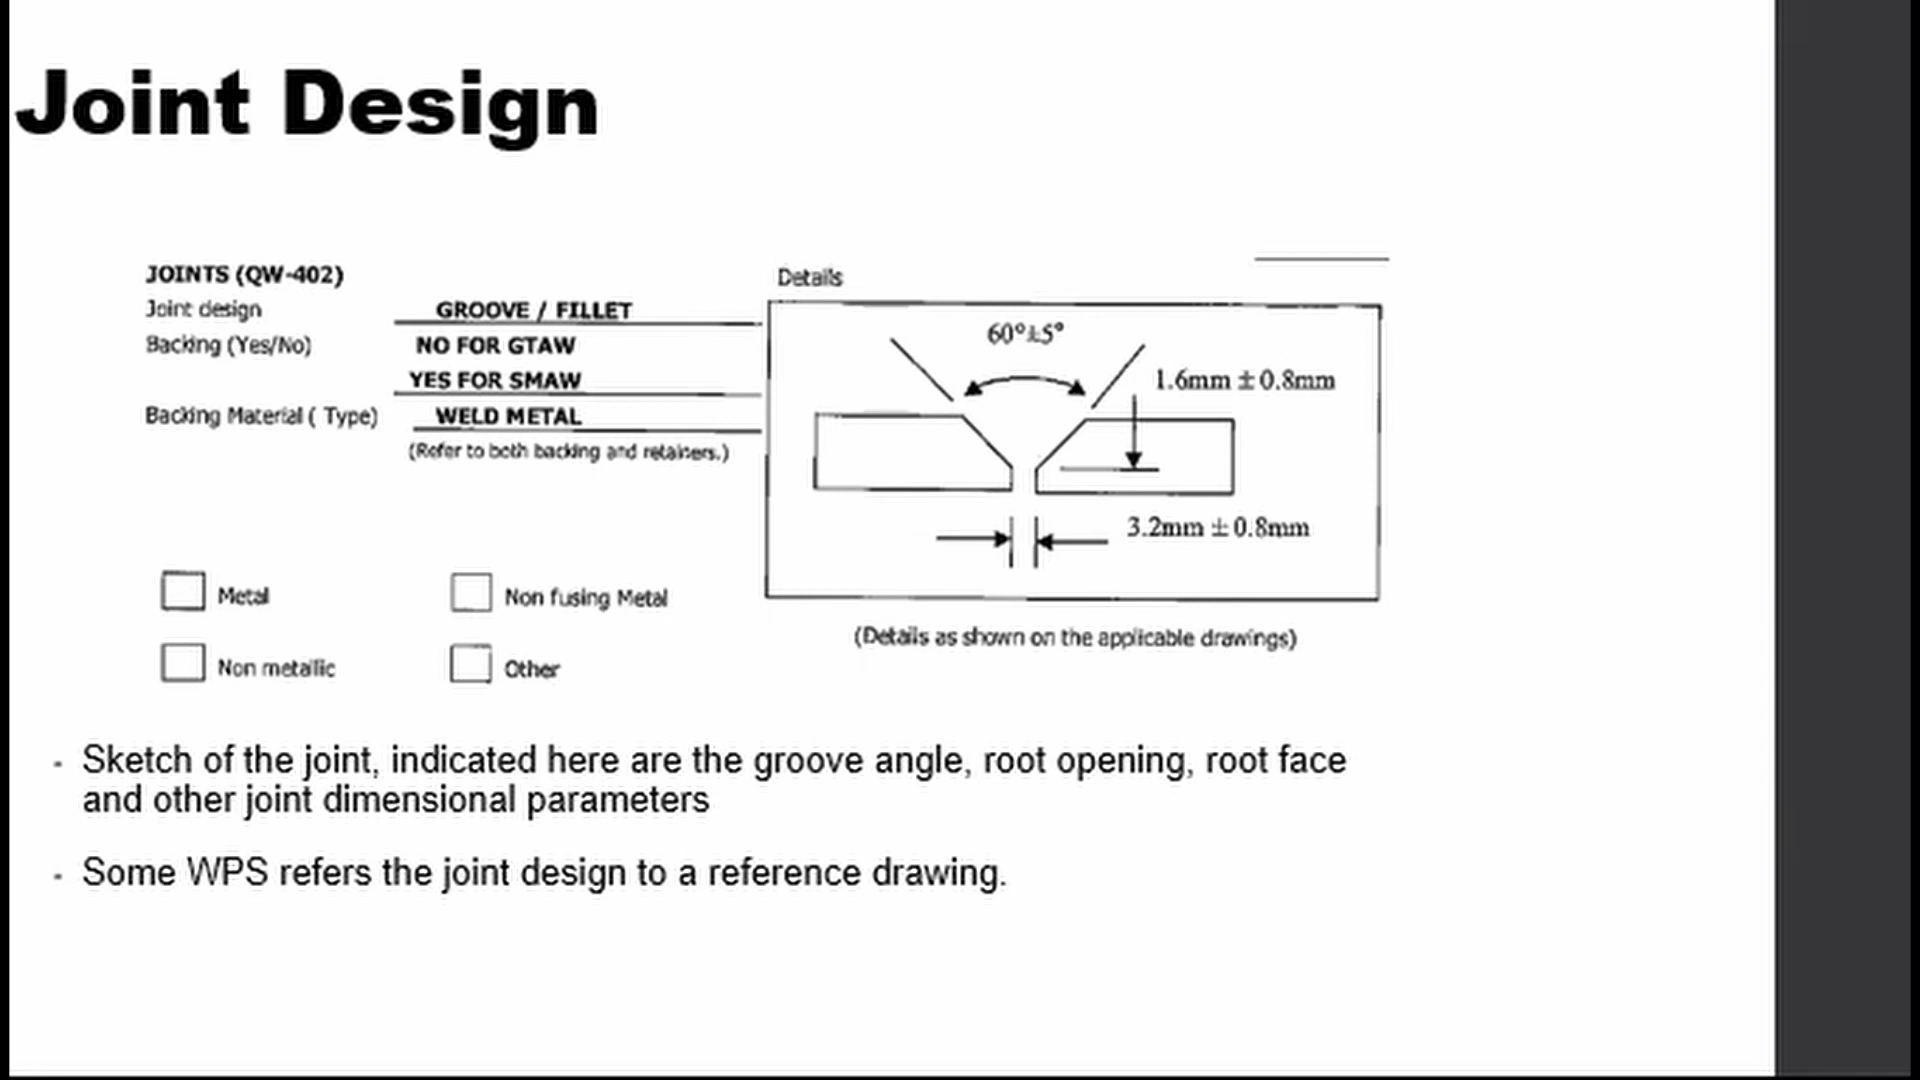 Joint Design
JOINTS (QW-402)
Joint design GROOVE / FILLET
Backing (Yes/No) NO FOR GTAW
YES FOR SMAW
Backing Material ( Type) WELD METAL
(Refer to both backing and retainers.)
Metal Non fusing Metal
Non metallic Other
Details
60°±5°
1.6mm ± 0.8mm
3.2mm ± 0.8mm
(Details as shown on the applicable drawings)
- Sketch of the joint, indicated here are the groove angle, root opening, root face
and other joint dimensional parameters
- Some WPS refers the joint design to a reference drawing.